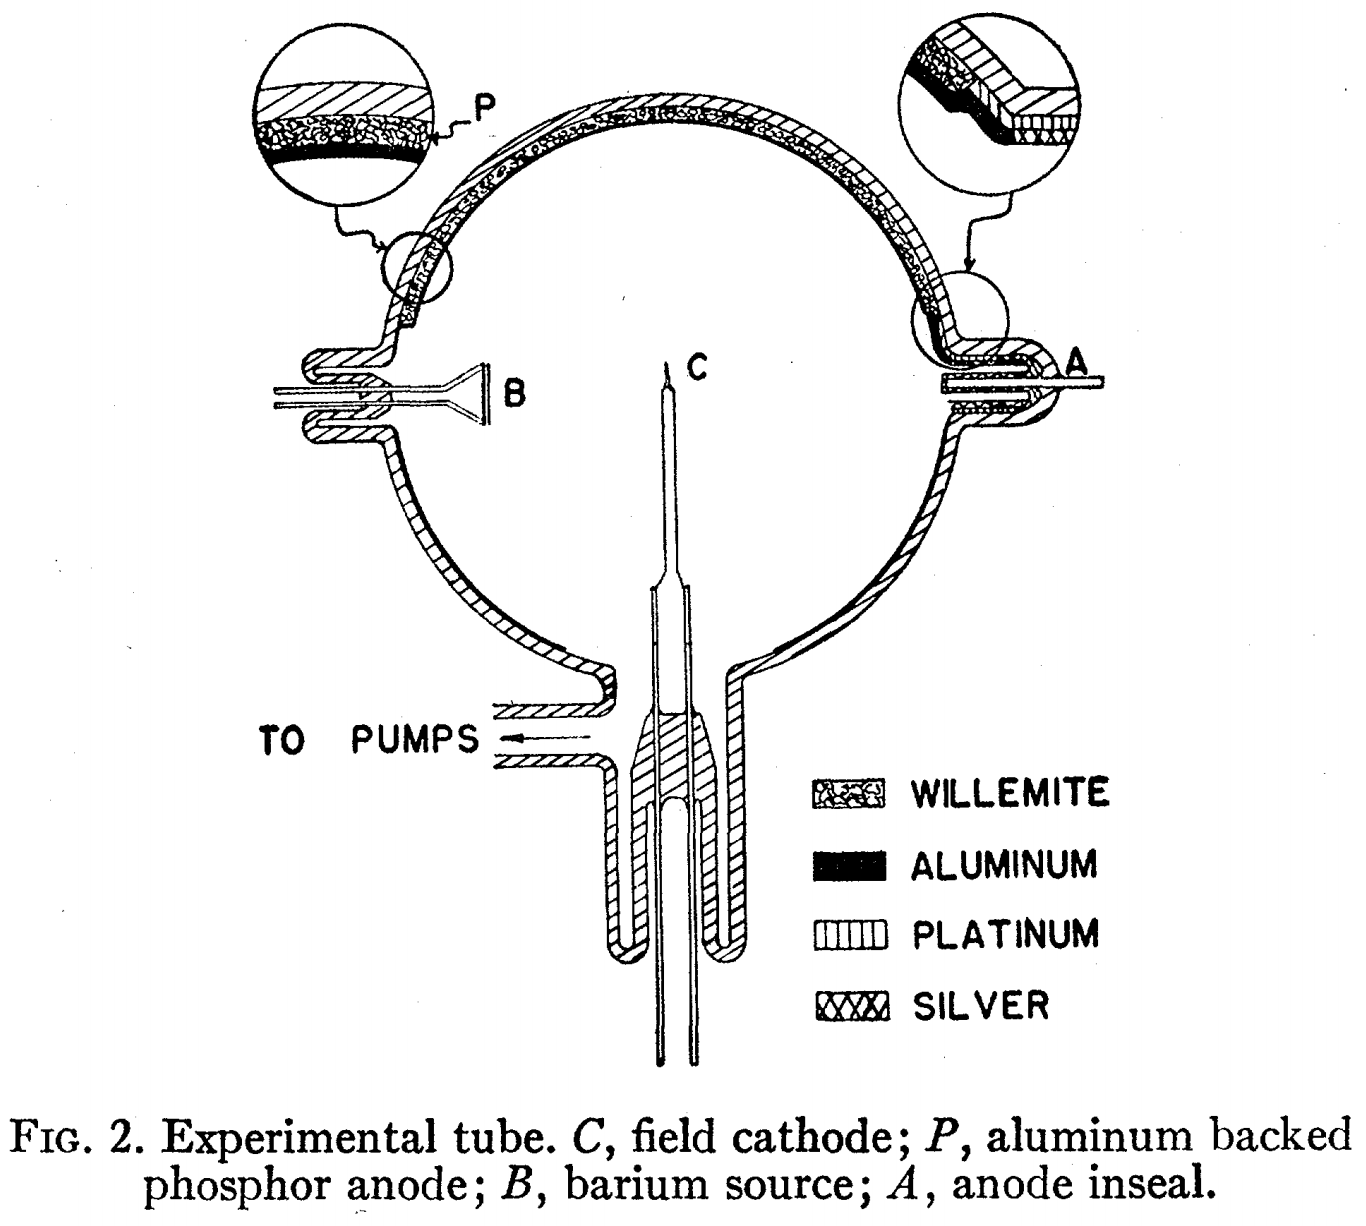 P
C
A
B
TO PUMPS
WILLEMITE
ALUMINUM
PLATINUM
SILVER
FIG. 2. Experimental tube. C, field cathode; P, aluminum backed
phosphor anode; B, barium source; A, anode inseal.